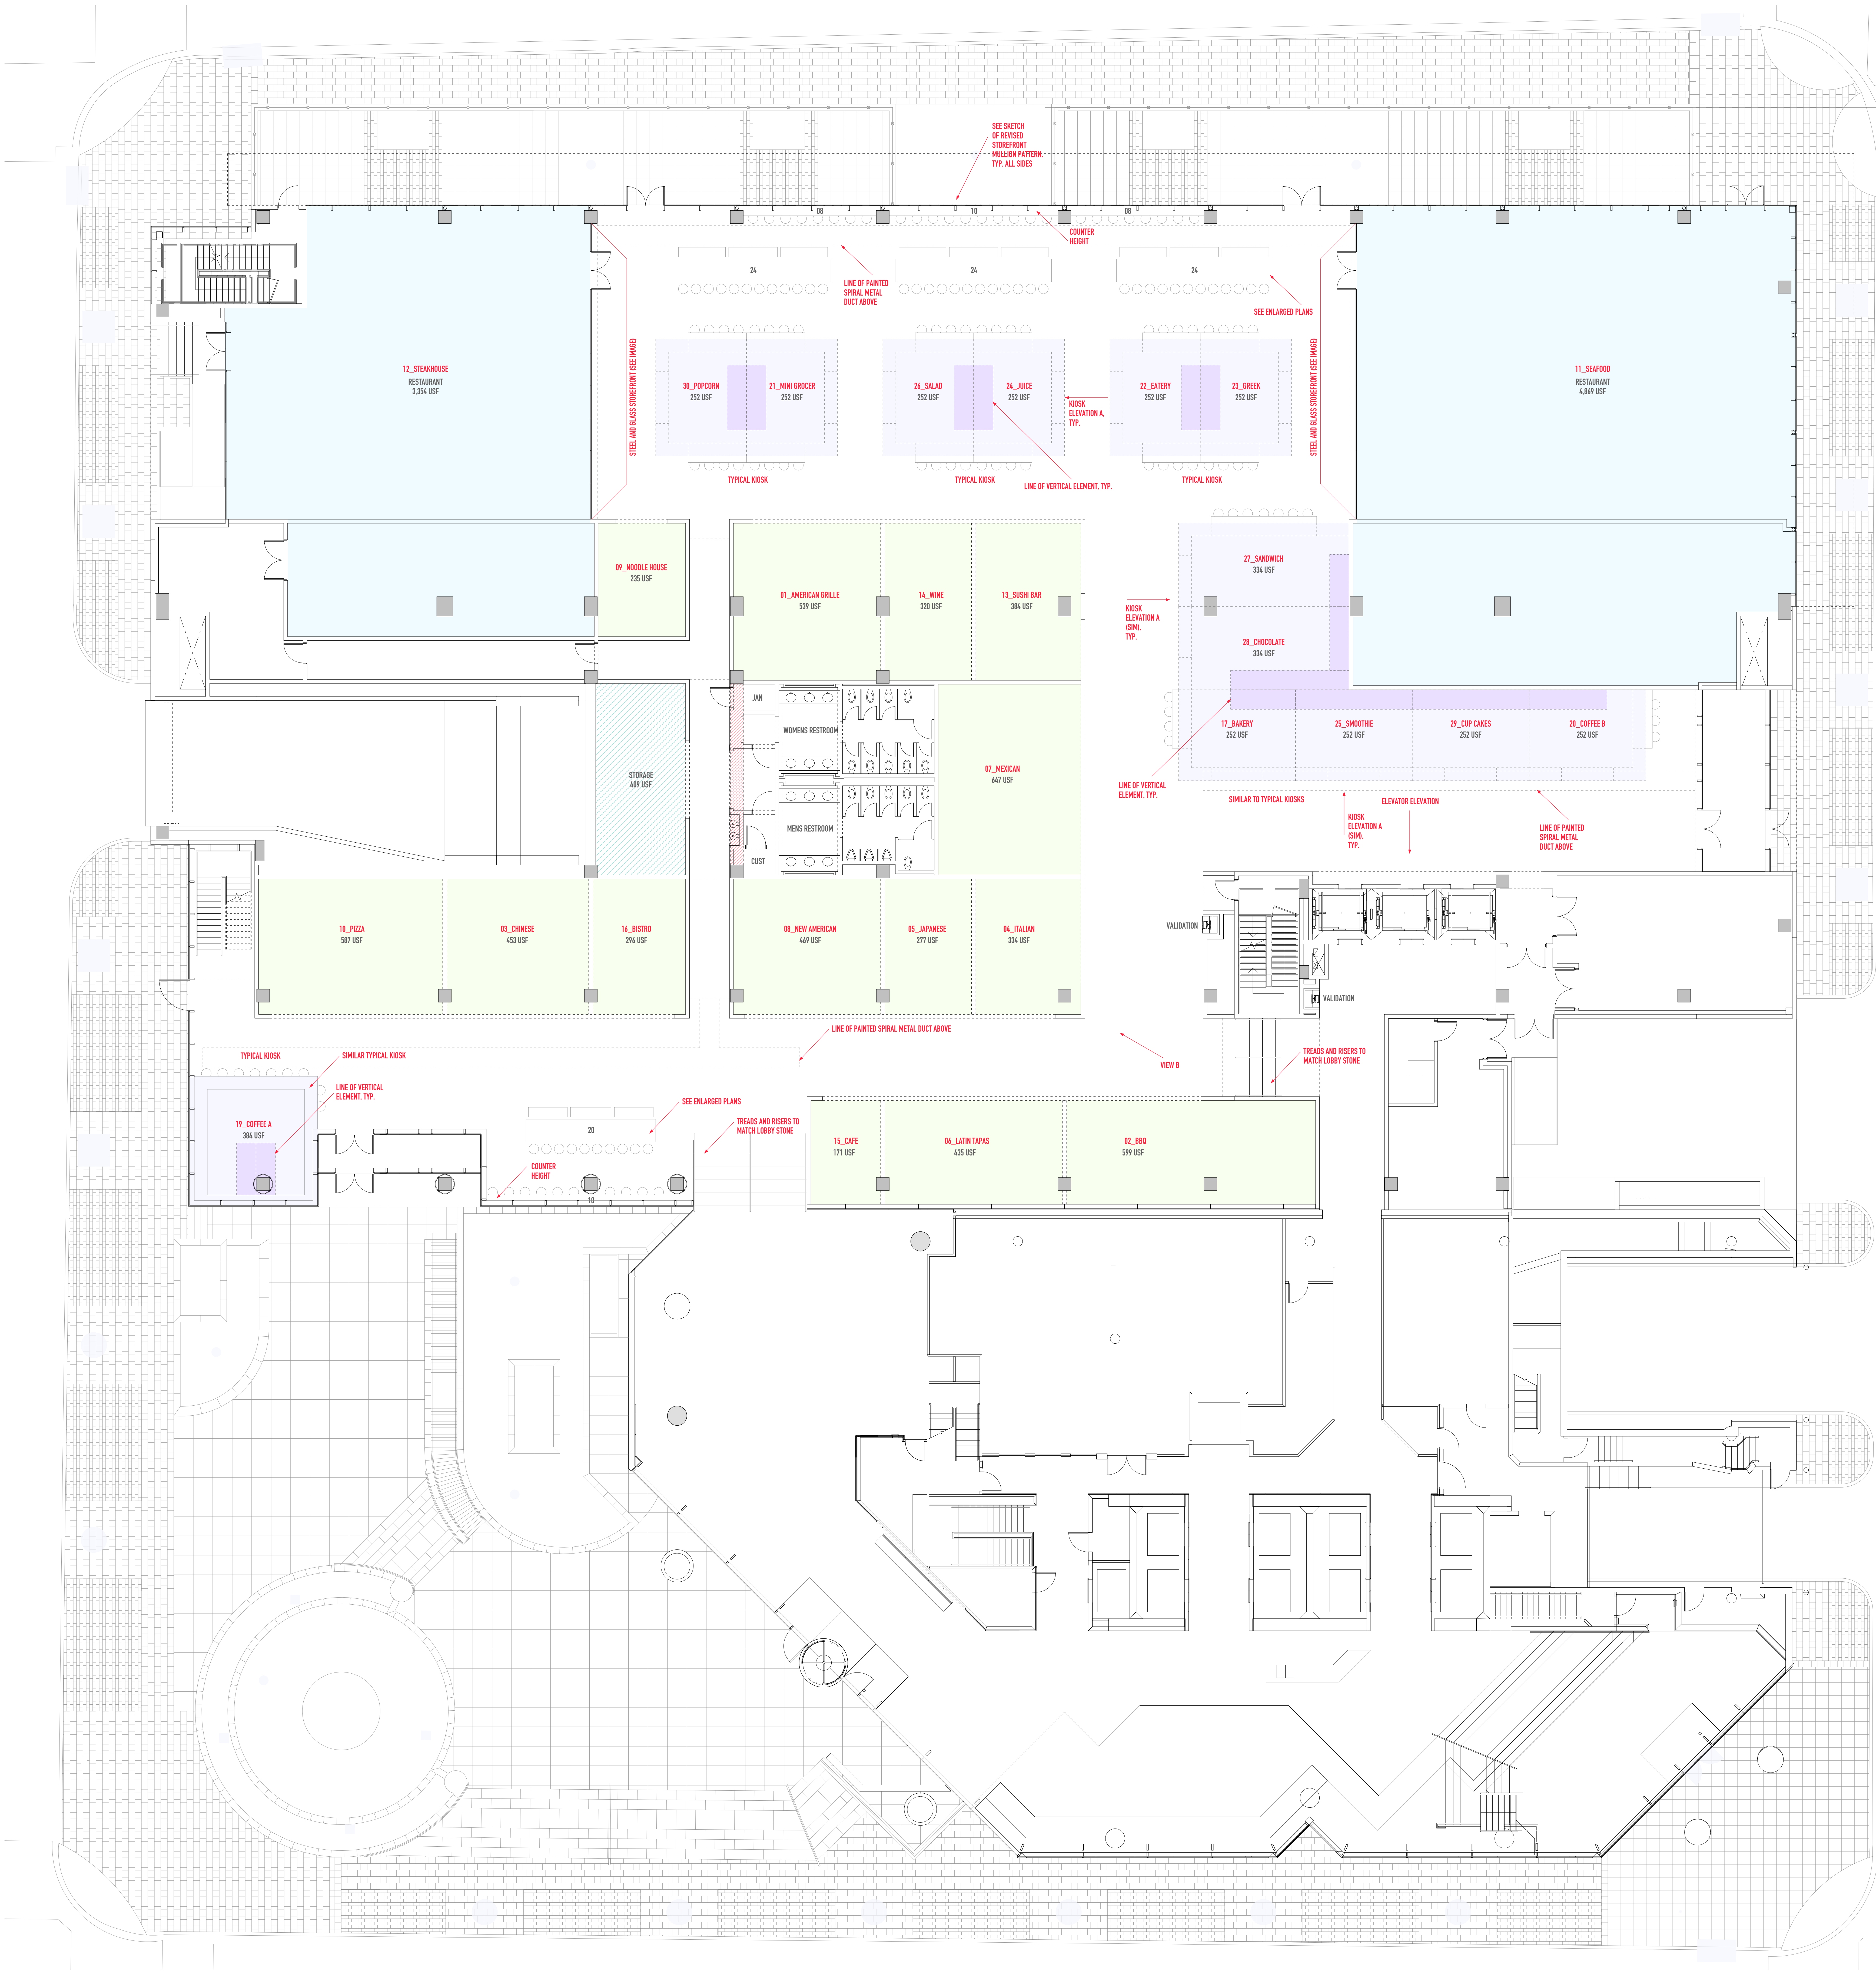 SEE SKETCH
OF REVISED
STOREFRONT
MULLION PATTERN,
TYP. ALL SIDES
08
10
08
COUNTER
HEIGHT
24
24
24
LINE OF PAINTED
SPIRAL METAL
DUCT ABOVE
SEE ENLARGED PLANS
STEEL AND GLASS STOREFRONT (SEE IMAGE)
STEEL AND GLASS STOREFRONT (SEE IMAGE)
12_STEAKHOUSE
RESTAURANT
3,354 USF
11_SEAFOOD
RESTAURANT
4,869 USF
30_POPCORN
252 USF
21_MINI GROCER
252 USF
26_SALAD
252 USF
24_JUICE
252 USF
22_EATERY
252 USF
23_GREEK
252 USF
KIOSK
ELEVATION A,
TYP.
TYPICAL KIOSK
TYPICAL KIOSK
TYPICAL KIOSK
LINE OF VERTICAL ELEMENT, TYP.
09_NOODLE HOUSE
235 USF
01_AMERICAN GRILLE
539 USF
14_WINE
320 USF
13_SUSHI BAR
384 USF
27_SANDWICH
334 USF
KIOSK
ELEVATION A
(SIM),
TYP.
28_CHOCOLATE
334 USF
JAN
WOMENS RESTROOM
17_BAKERY
252 USF
25_SMOOTHIE
252 USF
29_CUP CAKES
252 USF
20_COFFEE B
252 USF
STORAGE
409 USF
07_MEXICAN
647 USF
LINE OF VERTICAL
ELEMENT, TYP.
SIMILAR TO TYPICAL KIOSKS
ELEVATOR ELEVATION
KIOSK
ELEVATION A
(SIM),
TYP.
LINE OF PAINTED
SPIRAL METAL
DUCT ABOVE
MENS RESTROOM
CUST
10_PIZZA
587 USF
03_CHINESE
453 USF
16_BISTRO
296 USF
08_NEW AMERICAN
469 USF
05_JAPANESE
277 USF
04_ITALIAN
334 USF
VALIDATION
VALIDATION
LINE OF PAINTED SPIRAL METAL DUCT ABOVE
TYPICAL KIOSK
SIMILAR TYPICAL KIOSK
VIEW B
TREADS AND RISERS TO
MATCH LOBBY STONE
LINE OF VERTICAL
ELEMENT, TYP.
SEE ENLARGED PLANS
19_COFFEE A
384 USF
20
TREADS AND RISERS TO
MATCH LOBBY STONE
15_CAFE
171 USF
06_LATIN TAPAS
435 USF
02_BBQ
599 USF
COUNTER
HEIGHT
10